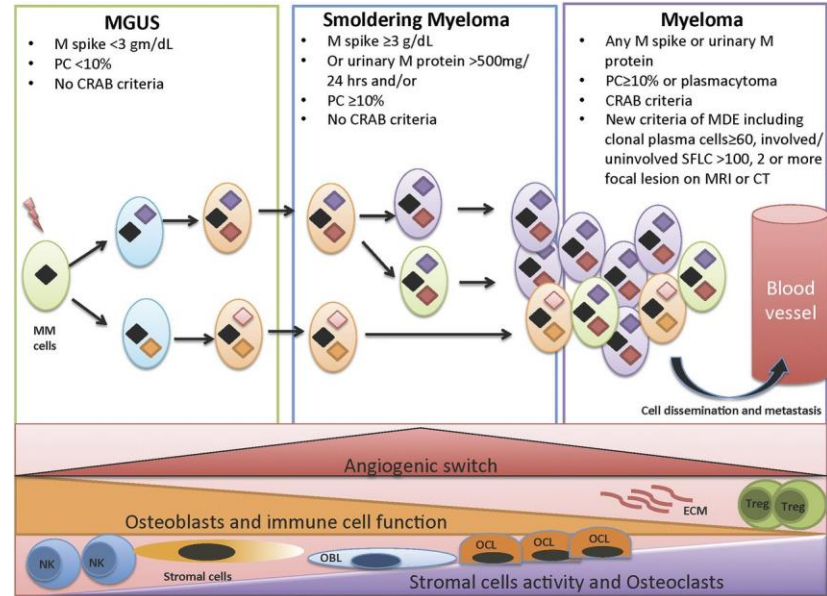 MGUS
• M spike <3 gm/dL
• PC <10%
• No CRAB criteria
Smoldering Myeloma
• M spike ≥3 g/dL
• Or urinary M protein >500mg/
24 hrs and/or
• PC ≥10%
• No CRAB criteria
Myeloma
• Any M spike or urinary M
protein
• PC≥10% or plasmacytoma
• CRAB criteria
• New criteria of MDE including
clonal plasma cells≥60, involved/
uninvolved SFLC >100, 2 or more
focal lesion on MRI or CT
MM
cells
Blood
vessel
Cell dissemination and metastasis
Angiogenic switch
ECM
Treg
Treg
Osteoblasts and immune cell function
NK
NK
Stromal cells
OBL
OCL
OCL
OCL
Stromal cells activity and Osteoclasts